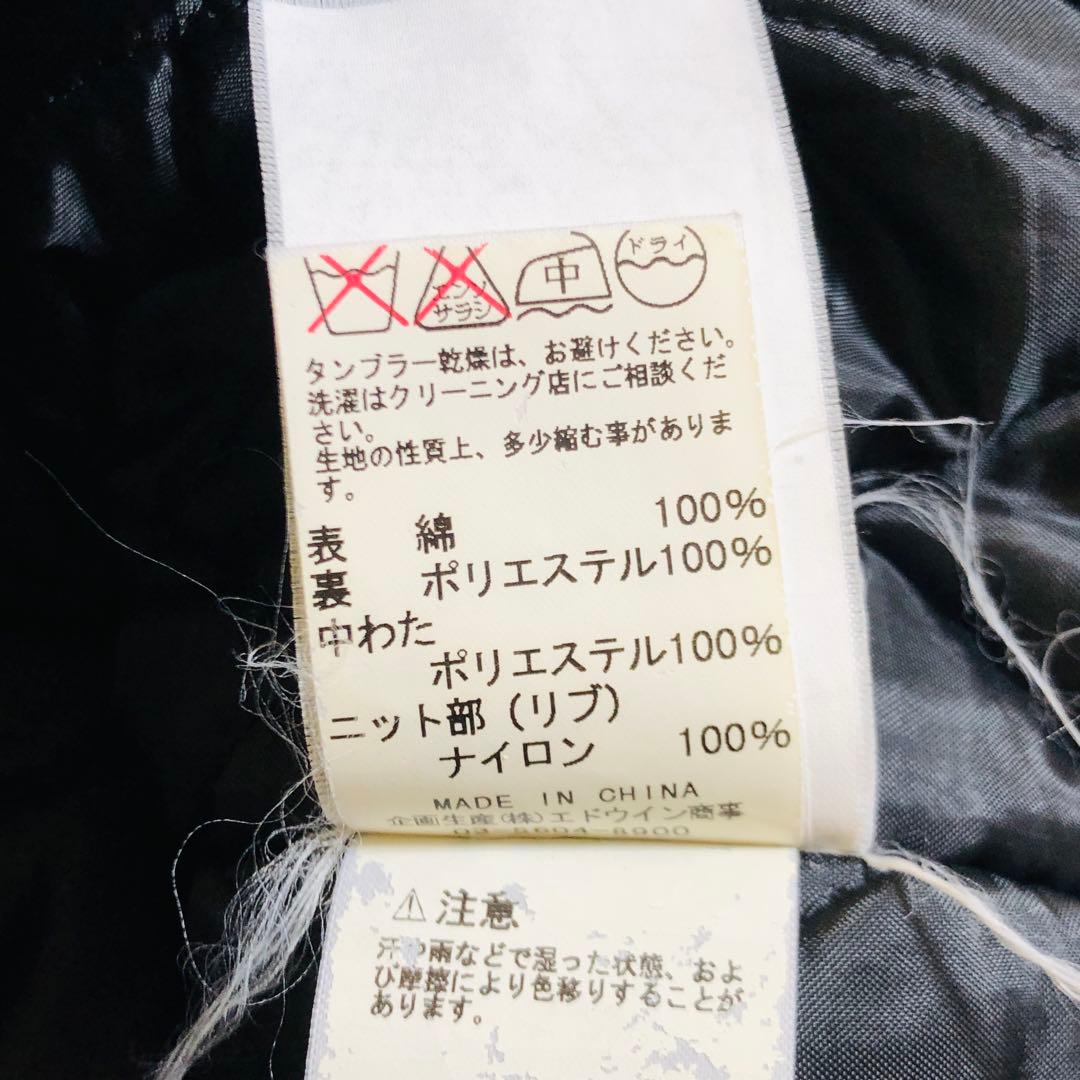 エンソ サラシ
中
ドライ
タンブラー乾燥は、お避けください。
洗濯はクリーニング店にご相談くだ
さい。
生地の性質上、多少縮む事がありま
す。
表 綿 100%
裏 ポリエステル100%
中わた
ポリエステル100%
ニット部(リブ)
ナイロン 100%
MADE IN CHINA
企画生産(株)エドウイン商事
03-5604-8900
⚠注意
汗や雨などで湿った状態、およ
び摩擦により色移りすることが
あります。